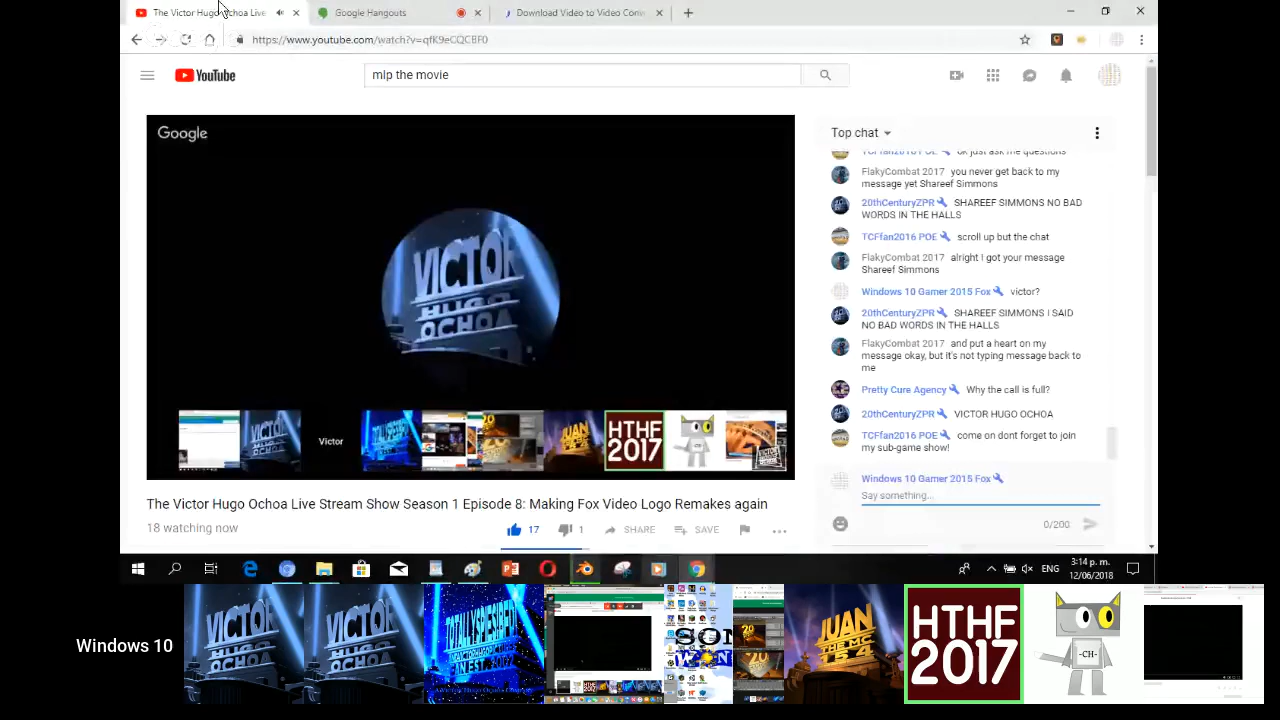 The Victor Hugo Ochoa Live
Google Hangouts
Download Video to Video Conv
https://www.youtube.com/watch?v=qfK9eCQCBF0
YouTube
mlp the movie
Google
VICTOR
HUGO
OCHOA
Victor
JUAN
HTHF
2017
Top chat
ok just ask me questions
FlakyCombat 2017 you never get back to my
message yet Shareef Simmons
20thCenturyZPR SHAREEF SIMMONS NO BAD
WORDS IN THE HALLS
TCFfan2016 POE scroll up but the chat
FlakyCombat 2017 alright I got your message
Shareef Simmons
Windows 10 Gamer 2015 Fox victor?
20thCenturyZPR SHAREEF SIMMONS I SAID
NO BAD WORDS IN THE HALLS
FlakyCombat 2017 and put a heart on my
message okay, but it's not typing message back to
me
Pretty Cure Agency Why the call is full?
20thCenturyZPR VICTOR HUGO OCHOA
TCFfan2016 POE come on dont forget to join
my sub-game show!
Windows 10 Gamer 2015 Fox
Say something...
0/200
The Victor Hugo Ochoa Live Stream Show Season 1 Episode 8: Making Fox Video Logo Remakes again
18 watching now
17
1
SHARE
SAVE
ENG
3:14 p. m.
12/06/2018
Windows 10
VICTOR
HUGO
OCHOA
VICTOR
HUGO
OCHOA
JUAN
THE MC
TF4
HTHF
2017
-CH-